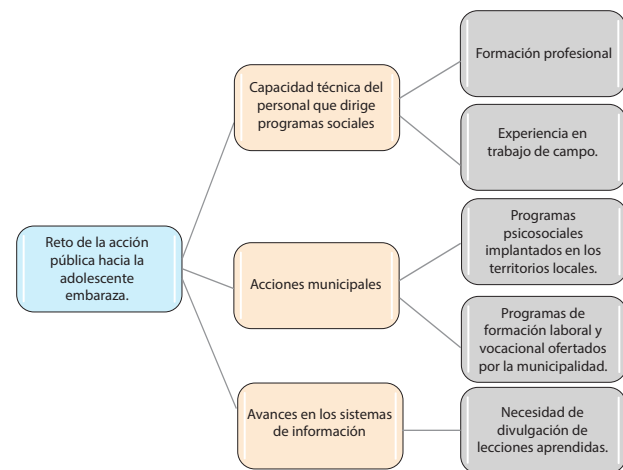 Reto de la acción
pública hacia la
adolescente
embaraza.
Capacidad técnica del
personal que dirige
programas sociales
Formación profesional
Experiencia en
trabajo de campo.
Acciones municipales
Programas
psicosociales
implantados en los
territorios locales.
Programas de
formación laboral y
vocacional ofertados
por la municipalidad.
Avances en los sistemas
de información
Necesidad de
divulgación de
lecciones aprendidas.